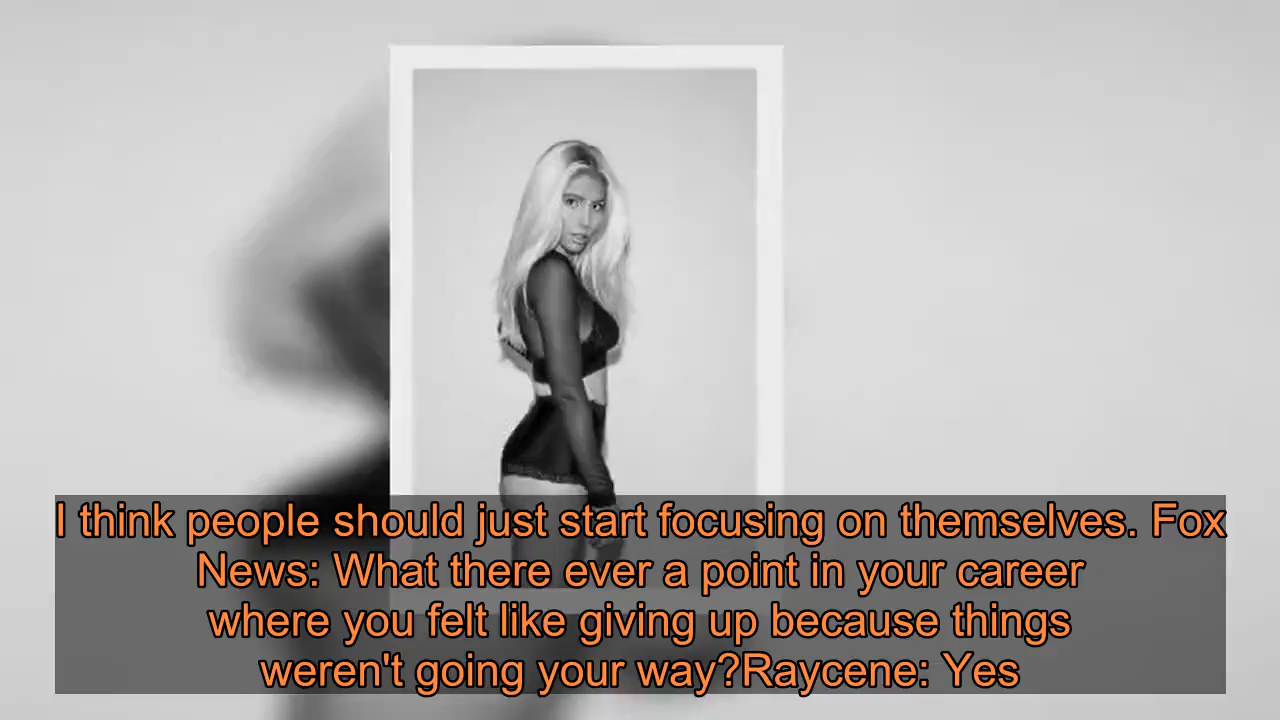 I think people should just start focusing on themselves. Fox
News: What there ever a point in your career
where you felt like giving up because things
weren't going your way?Raycene: Yes